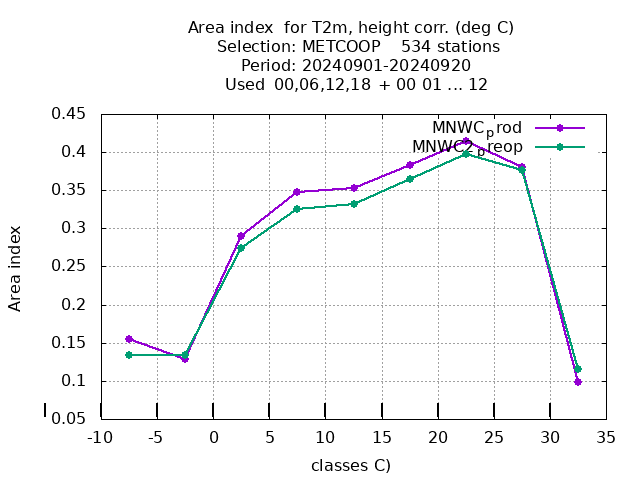 Area index  for T2m, height corr. (deg C)
Selection: METCOOP    534 stations
Period: 20240901-20240920
Used  00,06,12,18  + 00 01 ... 12
MNWC_prod
MNWC2_preop
0.45
0.4
0.35
0.3
0.25
0.2
0.15
0.1
0.05
Area index
-10 -5 0 5 10 15 20 25 30 35
classes C)